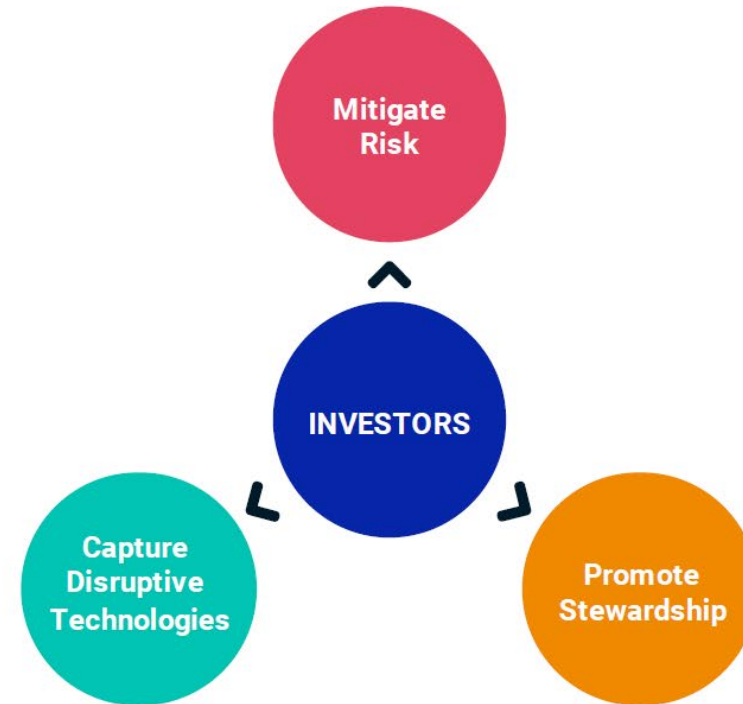 Mitigate
Risk
INVESTORS
Capture
Disruptive
Technologies
Promote
Stewardship